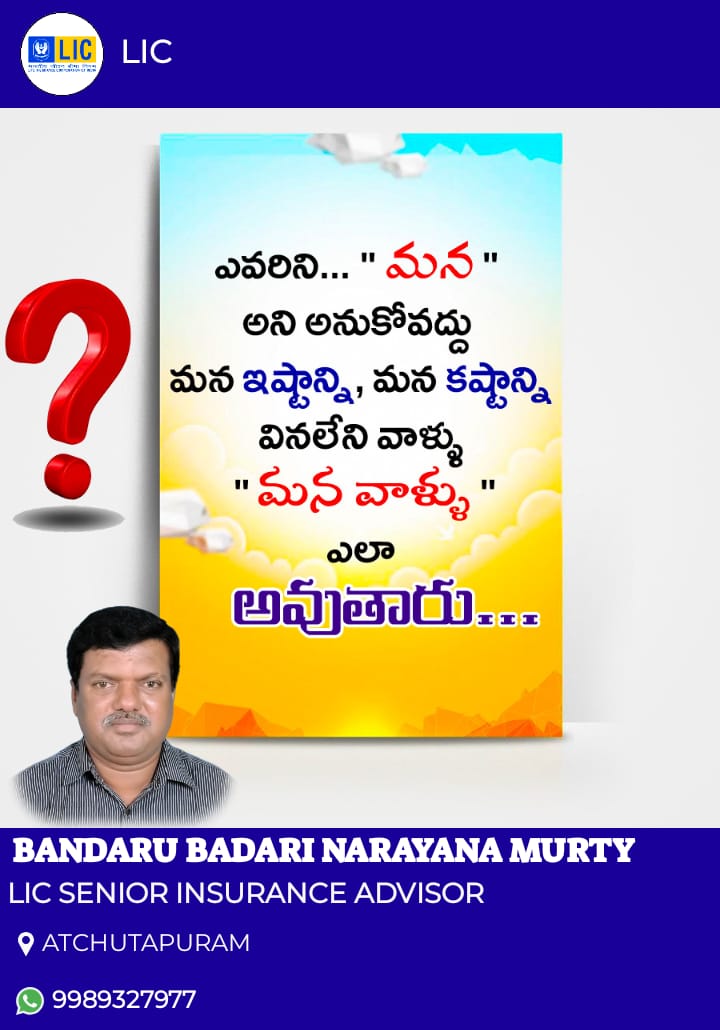 LIC
LIC
ఎవరిని... " మన "
అని అనుకోవద్దు
మన ఇష్టాన్ని, మన కష్టాన్ని
వినలేని వాళ్ళు
" మన వాళ్ళు "
ఎలా
అవుతారు...
BANDARU BADARI NARAYANA MURTY
LIC SENIOR INSURANCE ADVISOR
ATCHUTAPURAM
9989327977